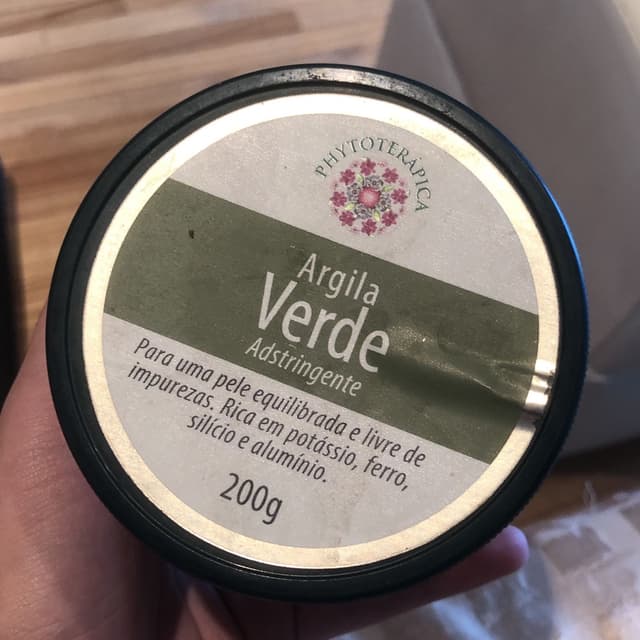 PHYTOTERÁPICA
Argila
Verde
Adstringente
Para uma pele equilibrada e livre de
impurezas. Rica em potássio, ferro,
silício e alumínio.
200g